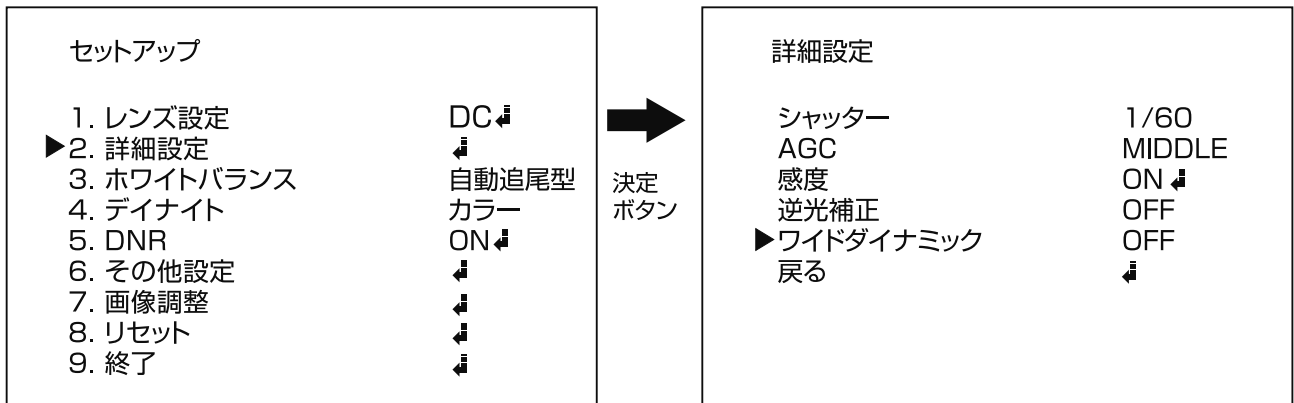 セットアップ
1. レンズ設定 DC↲
▶2. 詳細設定 ↲
3. ホワイトバランス 自動追尾型
4. デイナイト カラー
5. DNR ON↲
6. その他設定 ↲
7. 画像調整 ↲
8. リセット ↲
9. 終了 ↲
決定
ボタン
詳細設定
シャッター 1/60
AGC MIDDLE
感度 ON↲
逆光補正 OFF
▶ワイドダイナミック OFF
戻る ↲